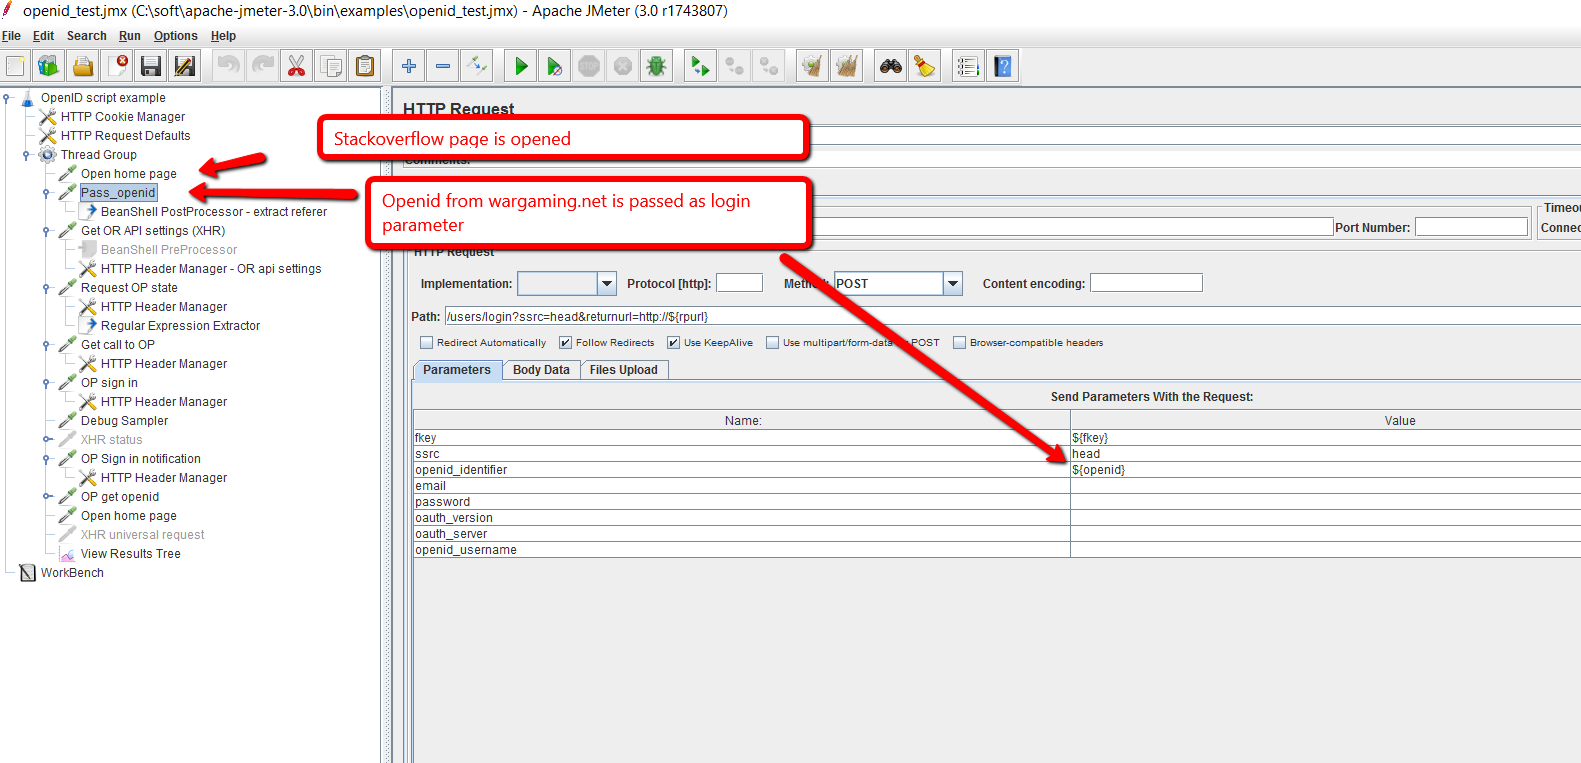 openid_test.jmx (C:\soft\apache-jmeter-3.0\bin\examples\openid_test.jmx) - Apache JMeter (3.0 r1743807)
File Edit Search Run Options Help
OpenID script example
HTTP Cookie Manager
HTTP Request Defaults
Thread Group
Open home page
Pass_openid
BeanShell PostProcessor - extract referer
Get OR API settings (XHR)
BeanShell PreProcessor
HTTP Header Manager - OR api settings
Request OP state
HTTP Header Manager
Regular Expression Extractor
Get call to OP
HTTP Header Manager
OP sign in
HTTP Header Manager
Debug Sampler
XHR status
OP Sign in notification
HTTP Header Manager
OP get openid
Open home page
XHR universal request
View Results Tree
WorkBench
HTTP Request
Stackoverflow page is opened
Comments:
Openid from wargaming.net is passed as login
parameter
Timeou
Port Number: Connec
HTTP Request
Implementation: Protocol [http]: Method: POST Content encoding:
Path: /users/login?ssrc=head&returnurl=http://${rpurl}
Redirect Automatically Follow Redirects Use KeepAlive Use multipart/form-data POST Browser-compatible headers
Parameters Body Data Files Upload
Send Parameters With the Request:
Name: Value
fkey ${fkey}
ssrc head
openid_identifier ${openid}
email
password
oauth_version
oauth_server
openid_username